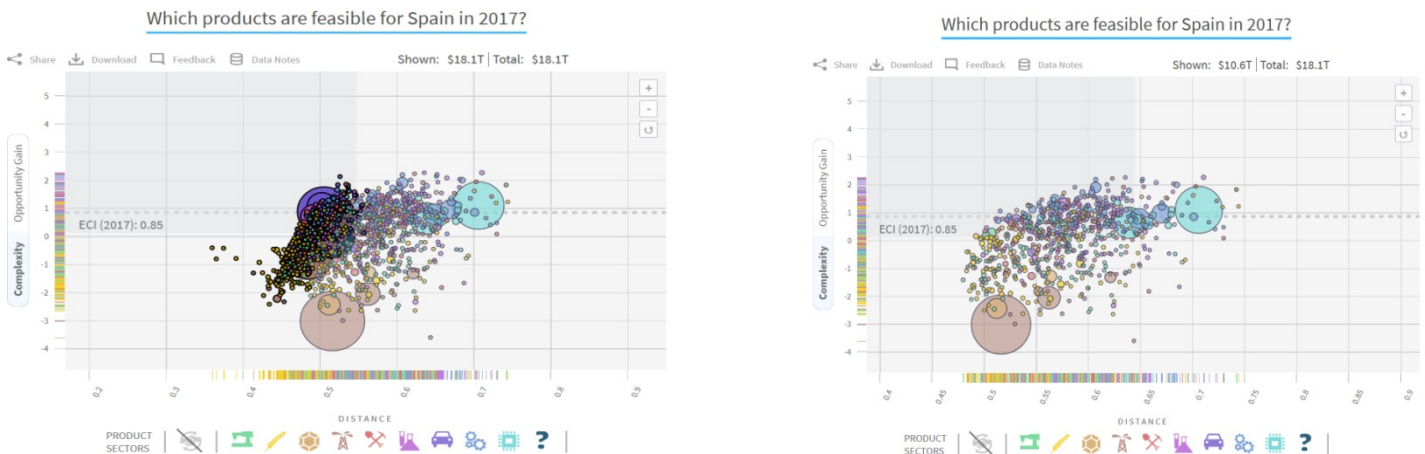 Which products are feasible for Spain in 2017?
Share Download Feedback Data Notes Shown: $18.1T | Total: $18.1T
+
-
↺
Opportunity Gain
Complexity
5
4
3
2
1
0
-1
-2
-3
-4
ECI (2017): 0.85
0.2 0.3 0.4 0.5 0.6 0.7 0.8 0.9
DISTANCE
PRODUCT
SECTORS
?
Which products are feasible for Spain in 2017?
Share Download Feedback Data Notes Shown: $10.6T | Total: $18.1T
+
-
↺
Opportunity Gain
Complexity
5
4
3
2
1
0
-1
-2
-3
-4
ECI (2017): 0.85
0.4 0.45 0.5 0.55 0.6 0.65 0.7 0.75 0.8 0.85 0.9
DISTANCE
PRODUCT
SECTORS
?